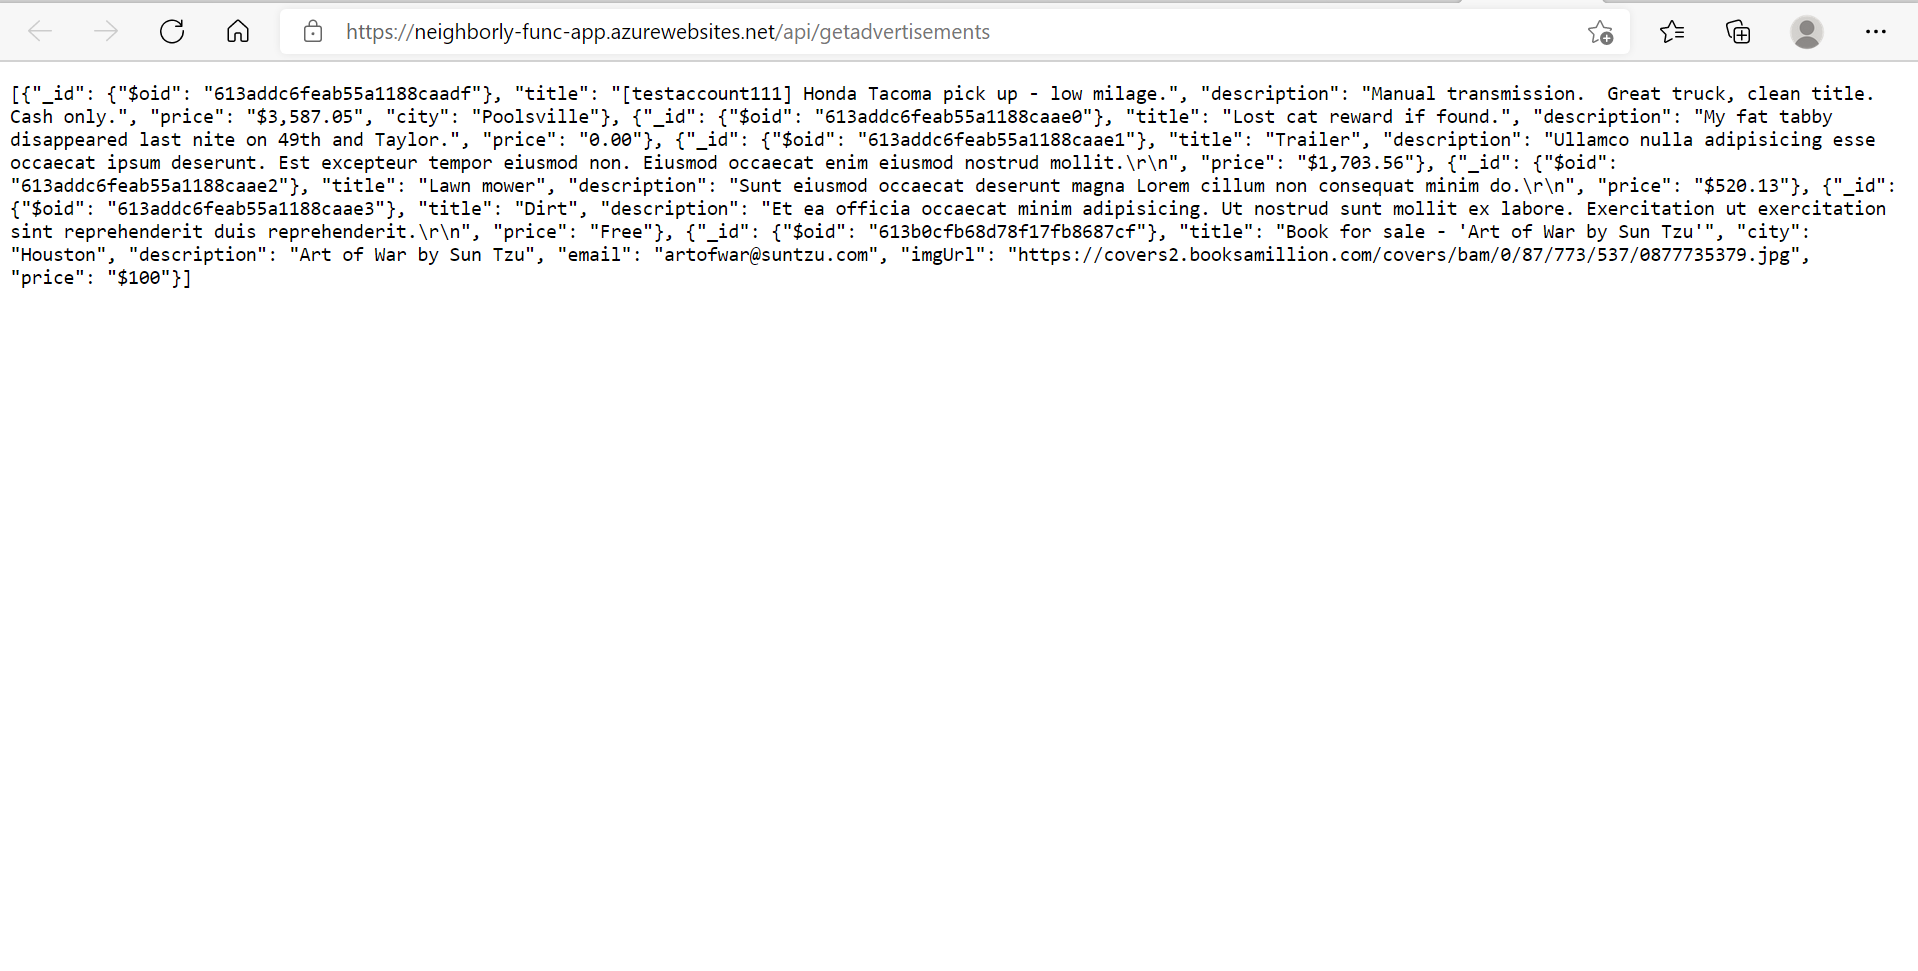 https://neighborly-func-app.azurewebsites.net/api/getadvertisements
[{"_id": {"$oid": "613addc6feab55a1188caadf"}, "title": "[testaccount111] Honda Tacoma pick up - low milage.", "description": "Manual transmission.  Great truck, clean title.
Cash only.", "price": "$3,587.05", "city": "Poolsville"}, {"_id": {"$oid": "613addc6feab55a1188caae0"}, "title": "Lost cat reward if found.", "description": "My fat tabby
disappeared last nite on 49th and Taylor.", "price": "0.00"}, {"_id": {"$oid": "613addc6feab55a1188caae1"}, "title": "Trailer", "description": "Ullamco nulla adipisicing esse
occaecat ipsum deserunt. Est excepteur tempor eiusmod non. Eiusmod occaecat enim eiusmod nostrud mollit.\r\n", "price": "$1,703.56"}, {"_id": {"$oid":
"613addc6feab55a1188caae2"}, "title": "Lawn mower", "description": "Sunt eiusmod occaecat deserunt magna Lorem cillum non consequat minim do.\r\n", "price": "$520.13"}, {"_id":
{"$oid": "613addc6feab55a1188caae3"}, "title": "Dirt", "description": "Et ea officia occaecat minim adipisicing. Ut nostrud sunt mollit ex labore. Exercitation ut exercitation
sint reprehenderit duis reprehenderit.\r\n", "price": "Free"}, {"_id": {"$oid": "613b0cfb68d78f17fb8687cf"}, "title": "Book for sale - 'Art of War by Sun Tzu'", "city":
"Houston", "description": "Art of War by Sun Tzu", "email": "artofwar@suntzu.com", "imgUrl": "https://covers2.booksamillion.com/covers/bam/0/87/773/537/0877735379.jpg",
"price": "$100"}]